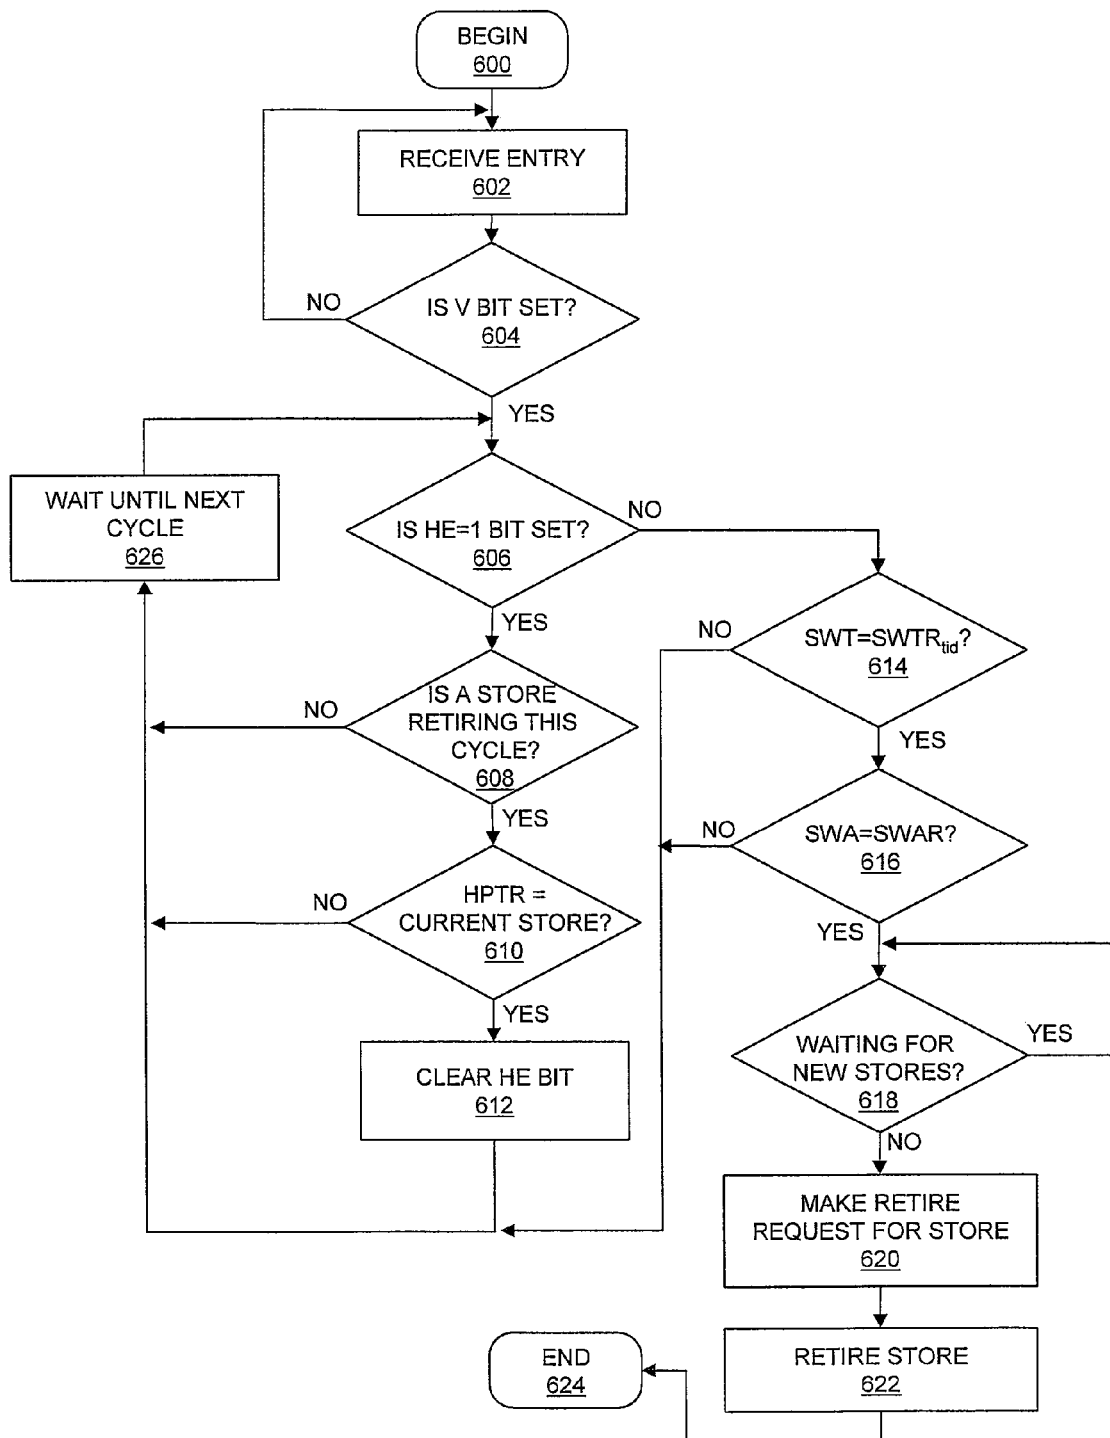 BEGIN
600
RECEIVE ENTRY
602
NO
IS V BIT SET?
604
YES
WAIT UNTIL NEXT
CYCLE
626
IS HE=1 BIT SET?
606
NO
YES
NO
SWT=SWTRtid?
614
YES
NO
IS A STORE
RETIRING THIS
CYCLE?
608
YES
NO
SWA=SWAR?
616
YES
NO
HPTR =
CURRENT STORE?
610
YES
WAITING FOR
NEW STORES?
618
YES
NO
CLEAR HE BIT
612
MAKE RETIRE
REQUEST FOR STORE
620
RETIRE STORE
622
END
624